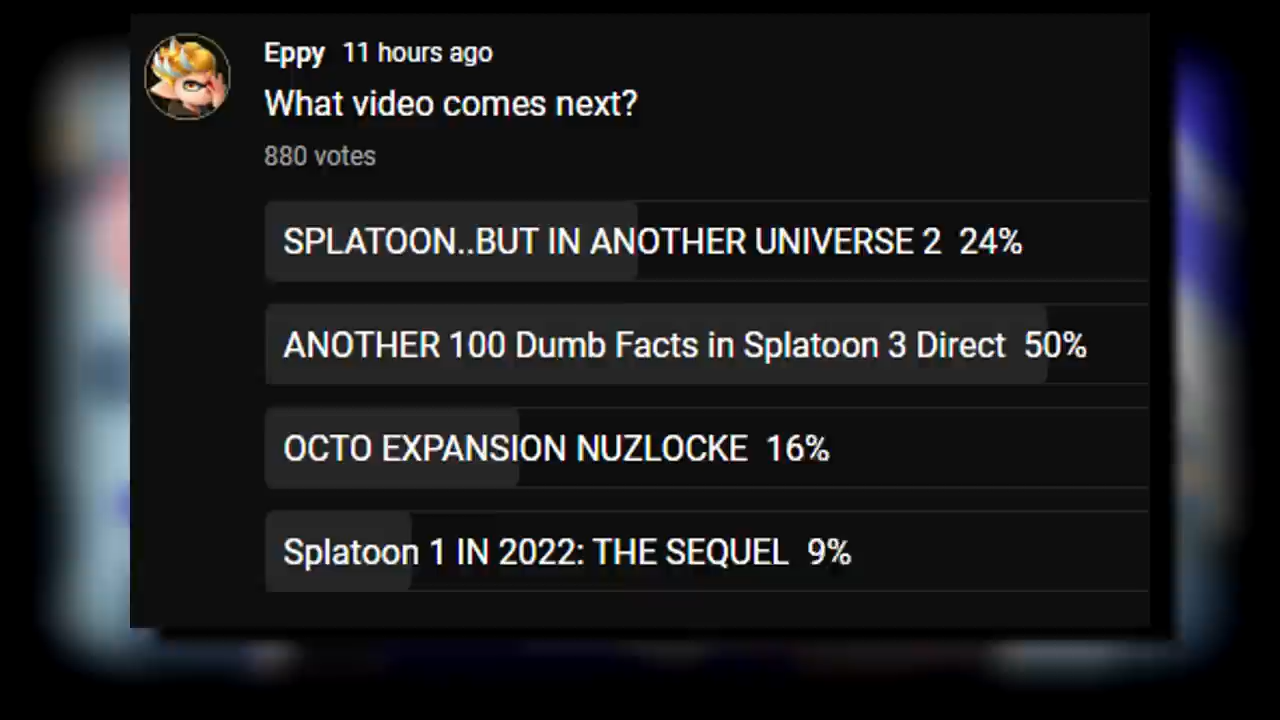 Eppy 11 hours ago
What video comes next?
880 votes
SPLATOON..BUT IN ANOTHER UNIVERSE 2 24%
ANOTHER 100 Dumb Facts in Splatoon 3 Direct 50%
OCTO EXPANSION NUZLOCKE 16%
Splatoon 1 IN 2022: THE SEQUEL 9%